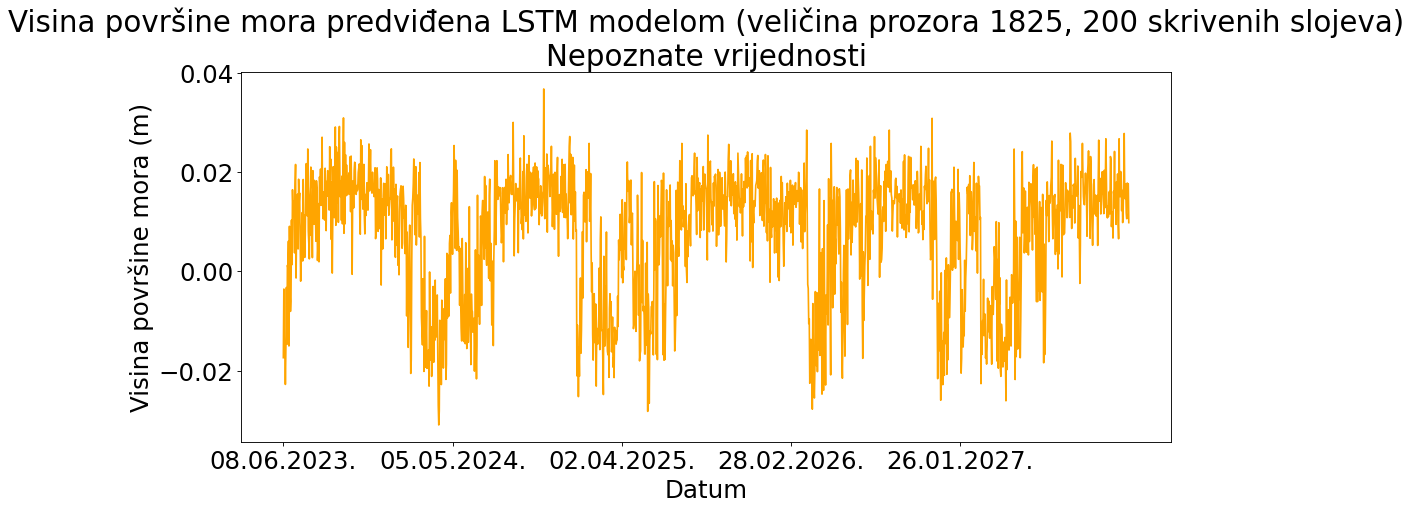 Visina površine mora predviđena LSTM modelom (veličina prozora 1825, 200 skrivenih slojeva)
Nepoznate vrijednosti
Visina površine mora (m)
0.04
0.02
0.00
−0.02
08.06.2023. 05.05.2024. 02.04.2025. 28.02.2026. 26.01.2027.
Datum